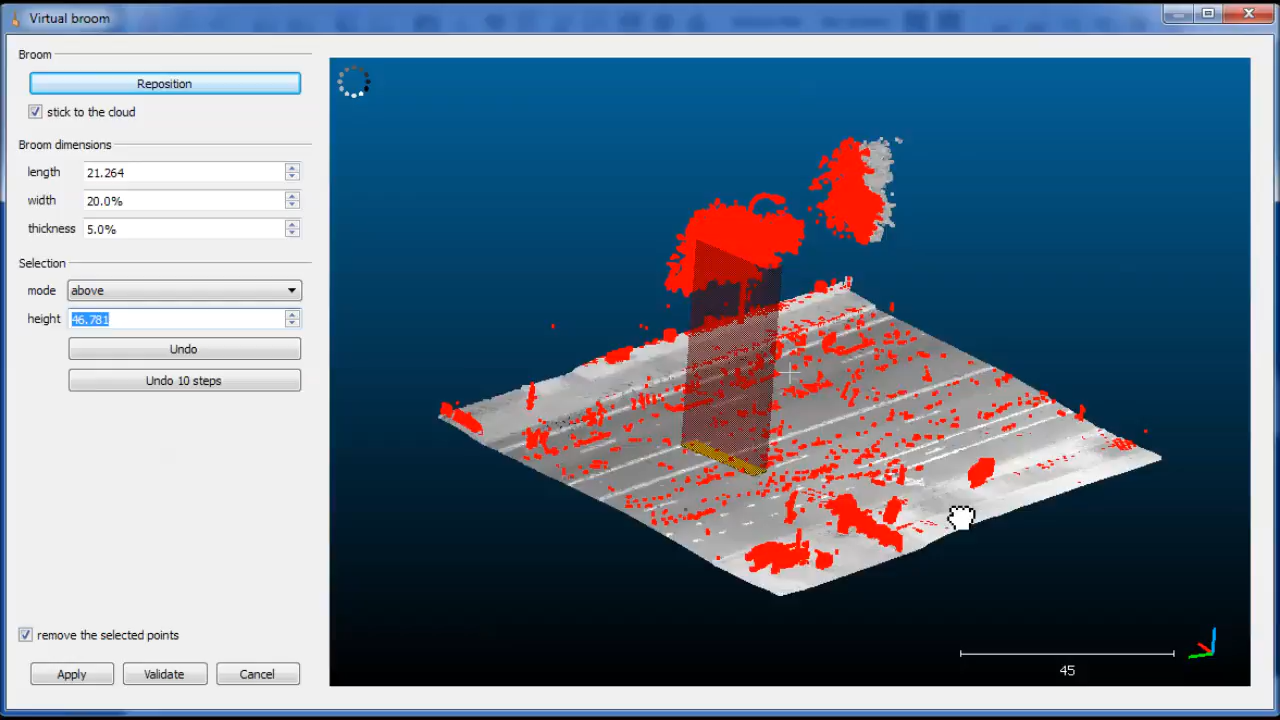 Virtual broom
Broom
Reposition
stick to the cloud
Broom dimensions
length 21.264
width 20.0%
thickness 5.0%
Selection
mode above
height 46.781
Undo
Undo 10 steps
remove the selected points
Apply Validate Cancel
45